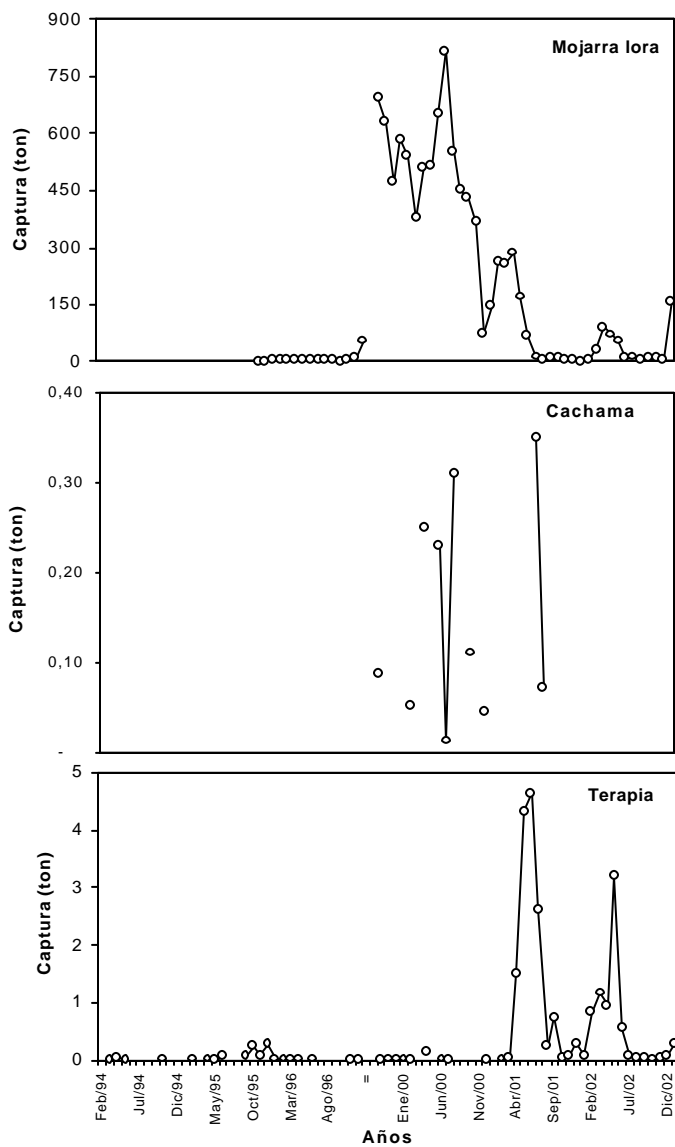 900
Mojarra lora
750
600
450
300
150
0
Captura (ton)
0,40
Cachama
0,30
0,20
0,10
-
Captura (ton)
5
Terapia
4
3
2
1
0
Captura (ton)
Feb/94
Jul/94
Dic/94
May/95
Oct/95
Mar/96
Ago/96
=
Ene/00
Jun/00
Nov/00
Abr/01
Sep/01
Feb/02
Jul/02
Dic/02
Años